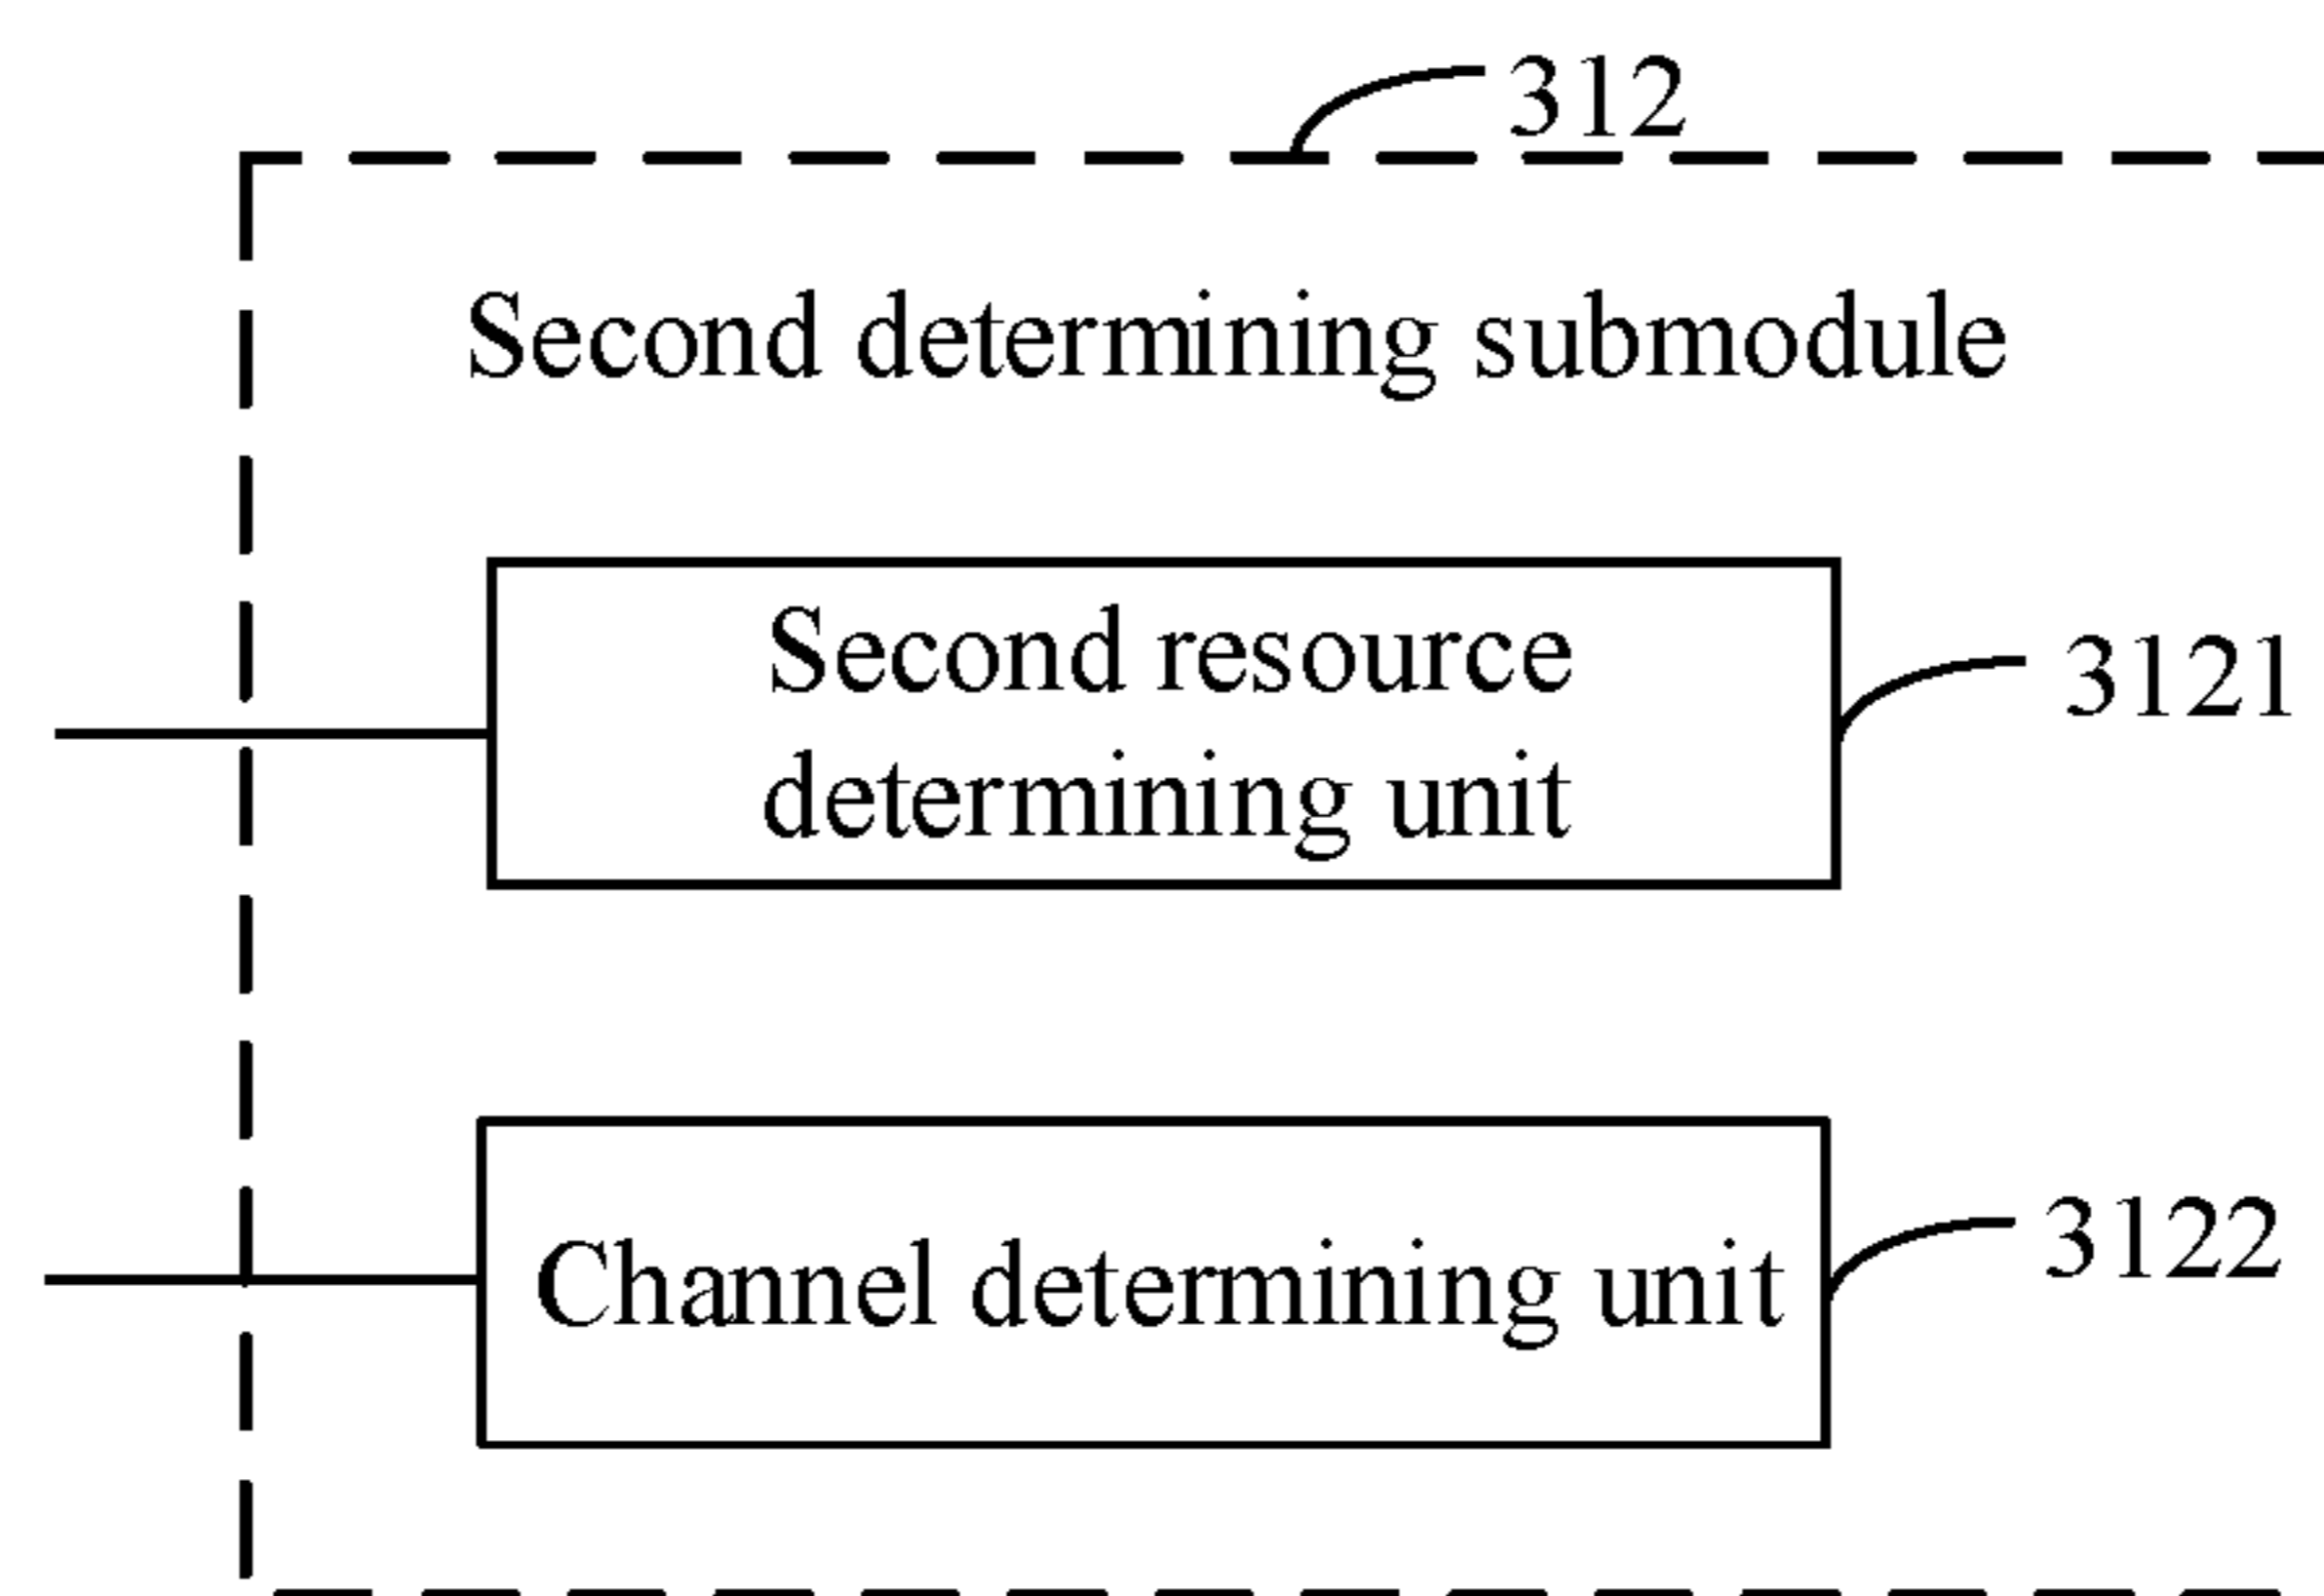 312
Second determining submodule
Second resource
determining unit
3121
Channel determining unit
3122